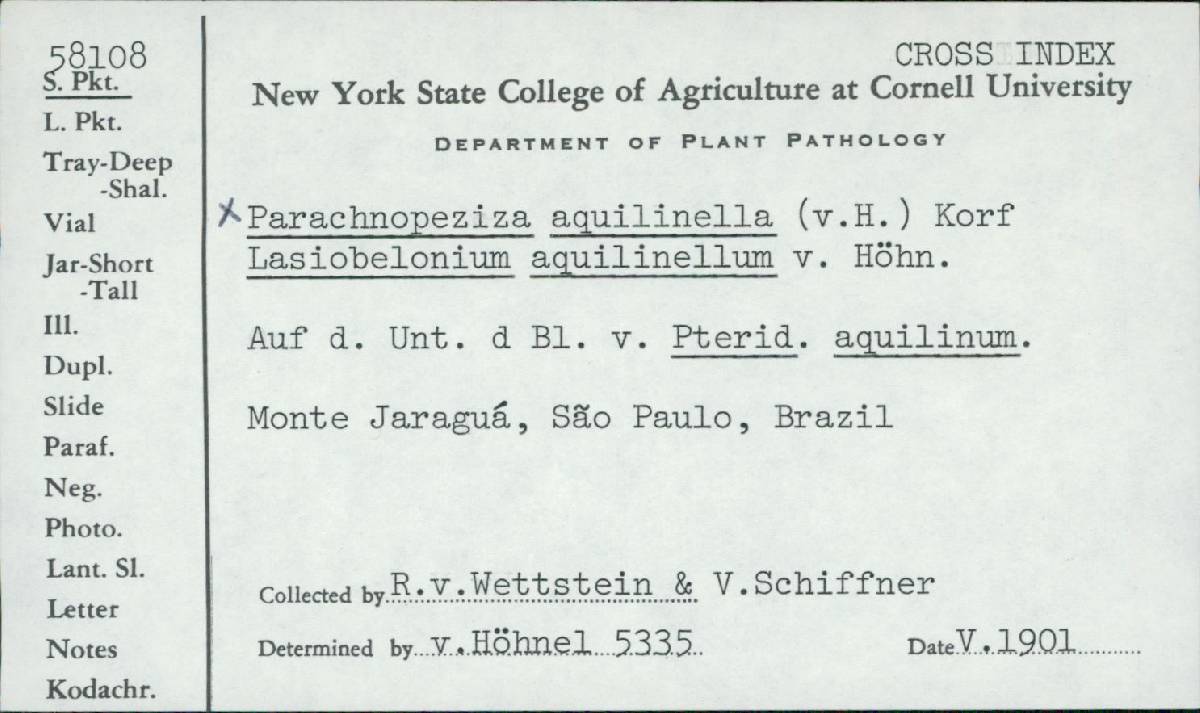 58108
S. Pkt.
L. Pkt.
Tray-Deep
-Shal.
Vial
Jar-Short
-Tall
Ill.
Dupl.
Slide
Paraf.
Neg.
Photo.
Lant. Sl.
Letter
Notes
Kodachr.
CROSS INDEX
New York State College of Agriculture at Cornell University
DEPARTMENT OF PLANT PATHOLOGY
X Parachnopeziza aquilinella (v.H.) Korf
Lasiobelonium aquilinellum v. Höhn.
Auf d. Unt. d Bl. v. Pterid. aquilinum.
Monte Jaraguá, São Paulo, Brazil
Collected by R.v.Wettstein & V.Schiffner
Determined by v.Höhnel 5335 Date V.1901